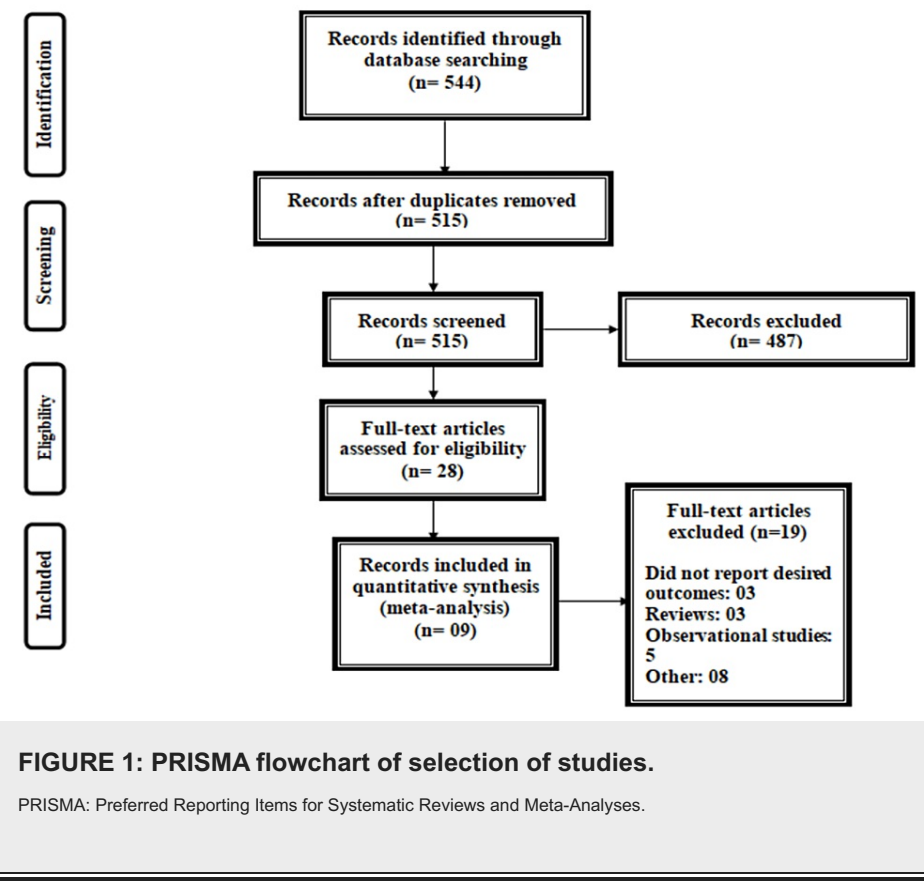 Identification
Records identified through
database searching
(n= 544)
Records after duplicates removed
(n= 515)
Screening
Records screened
(n= 515)
Records excluded
(n= 487)
Eligibility
Full-text articles
assessed for eligibility
(n= 28)
Included
Records included in
quantitative synthesis
(meta-analysis)
(n= 09)
Full-text articles
excluded (n=19)
Did not report desired
outcomes: 03
Reviews: 03
Observational studies:
5
Other: 08
FIGURE 1: PRISMA flowchart of selection of studies.
PRISMA: Preferred Reporting Items for Systematic Reviews and Meta-Analyses.